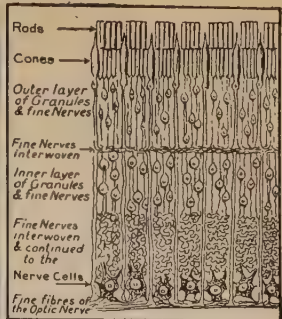 Rods
Cones
Outer layer
of Granules
& fine Nerves
Fine Nerves
interwoven
Inner layer
of Granules
& fine Nerves
Fine Nerves
interwoven
& continued
to the
Nerve Cells
Fine fibres of
the Optic Nerve